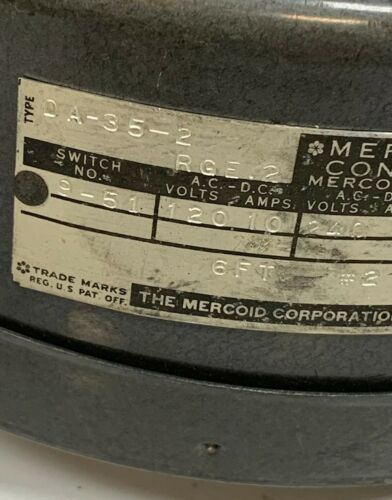 TYPE DA-35-2
RGE.2
✽MER
CON
MERCO
SWITCH NO.
A.C.-D.C.
VOLTS - AMPS.
A.C.-D
VOLTS - A
9-51 120 10 240
6FT #2
✽ TRADE MARKS
REG. U.S PAT. OFF.
THE MERCOID CORPORATION